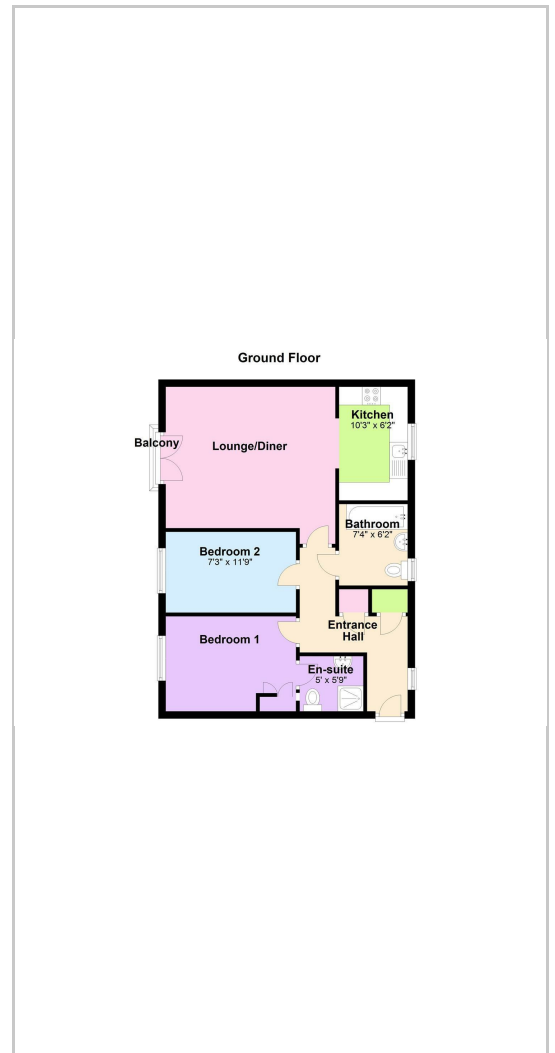 Ground Floor
Kitchen
10'3" x 6'2"
Balcony
Lounge/Diner
Bathroom
7'4" x 6'2"
Bedroom 2
7'3" x 11'9"
Entrance
Hall
Bedroom 1
En-suite
5' x 5'9"